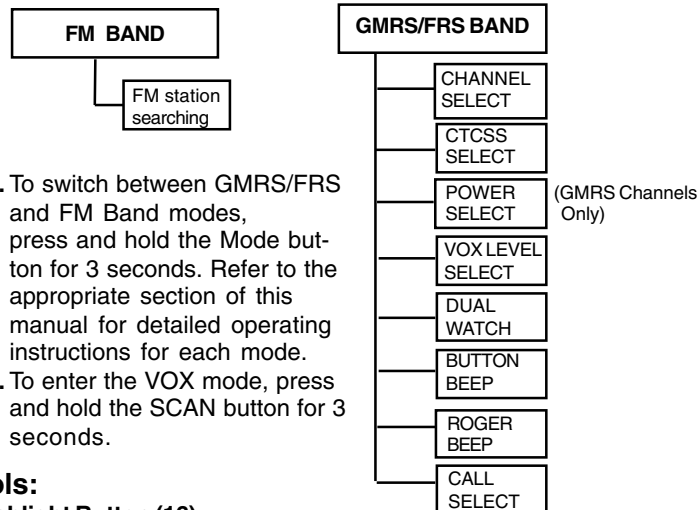 FM BAND
FM station
searching
. To switch between GMRS/FRS
and FM Band modes,
press and hold the Mode but-
ton for 3 seconds. Refer to the
appropriate section of this
manual for detailed operating
instructions for each mode.
. To enter the VOX mode, press
and hold the SCAN button for 3
seconds.
ols:
GMRS/FRS BAND
CHANNEL
SELECT
CTCSS
SELECT
POWER
SELECT
(GMRS Channels
Only)
VOX LEVEL
SELECT
DUAL
WATCH
BUTTON
BEEP
ROGER
BEEP
CALL
SELECT